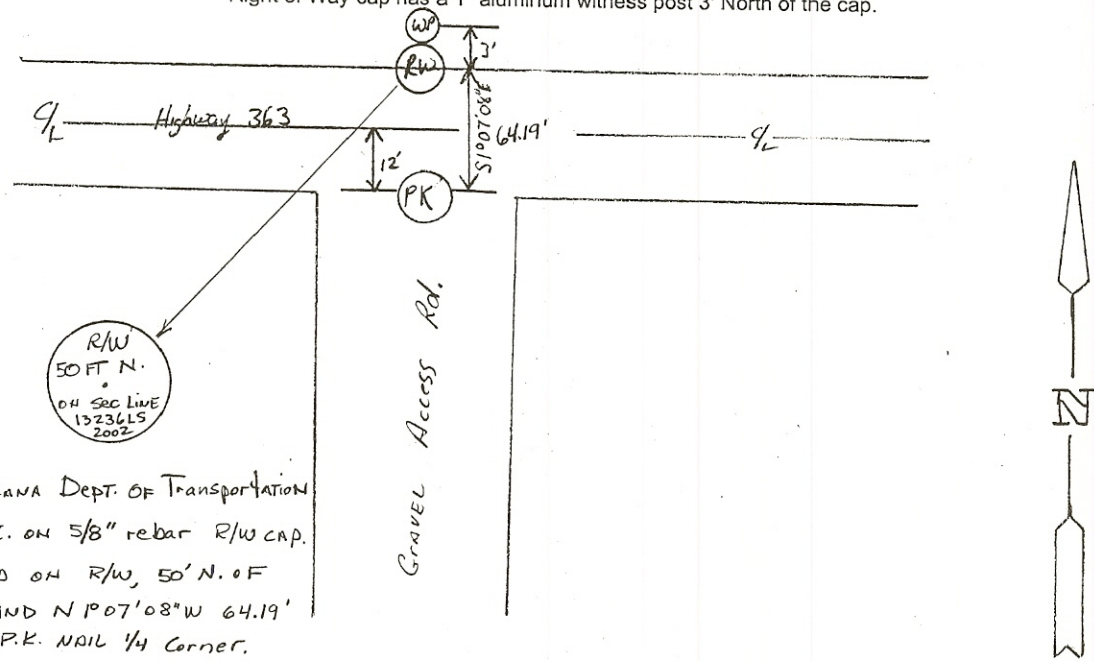 Right of Way cap has a 1" aluminum witness post 3' North of the cap.
WP
3'
RW
C/L Highway 363
S1°07'08"E
64.19'
C/L
12'
PK
Gravel Access Rd.
R/W
50 FT N.
ON SEC LINE
13236LS
2002
N
ANA Dept. OF TransportATION
ON 5/8" rebar R/W CAP.
ON R/W, 50' N. OF
ND N 1°07'08"W 64.19'
P.K. NAIL 1/4 Corner.